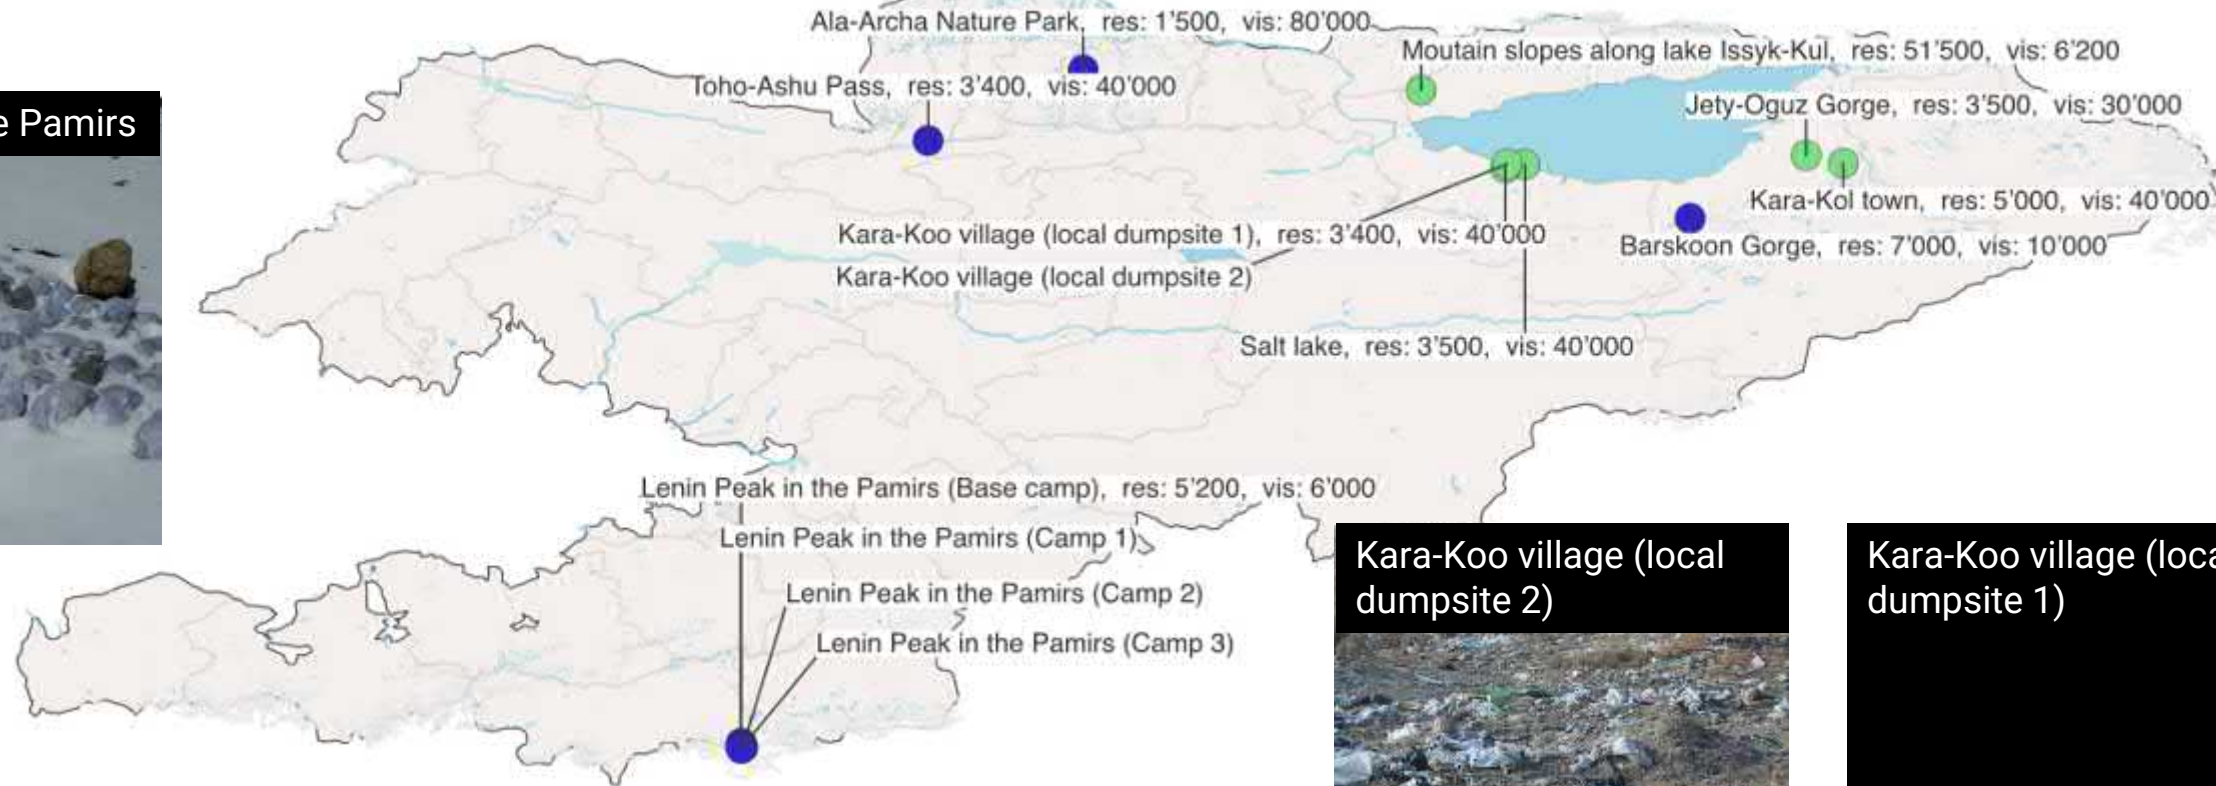 Ala-Archa Nature Park, res: 1'500, vis: 80'000
Moutain slopes along lake Issyk-Kul, res: 51'500, vis: 6'200
Toho-Ashu Pass, res: 3'400, vis: 40'000
Jety-Oguz Gorge, res: 3'500, vis: 30'000
e Pamirs
Kara-Kol town, res: 5'000, vis: 40'000
Kara-Koo village (local dumpsite 1), res: 3'400, vis: 40'000
Barskoon Gorge, res: 7'000, vis: 10'000
Kara-Koo village (local dumpsite 2)
Salt lake, res: 3'500, vis: 40'000
Lenin Peak in the Pamirs (Base camp), res: 5'200, vis: 6'000
Lenin Peak in the Pamirs (Camp 1)
Lenin Peak in the Pamirs (Camp 2)
Lenin Peak in the Pamirs (Camp 3)
Kara-Koo village (local
dumpsite 2)
Kara-Koo village (loca
dumpsite 1)